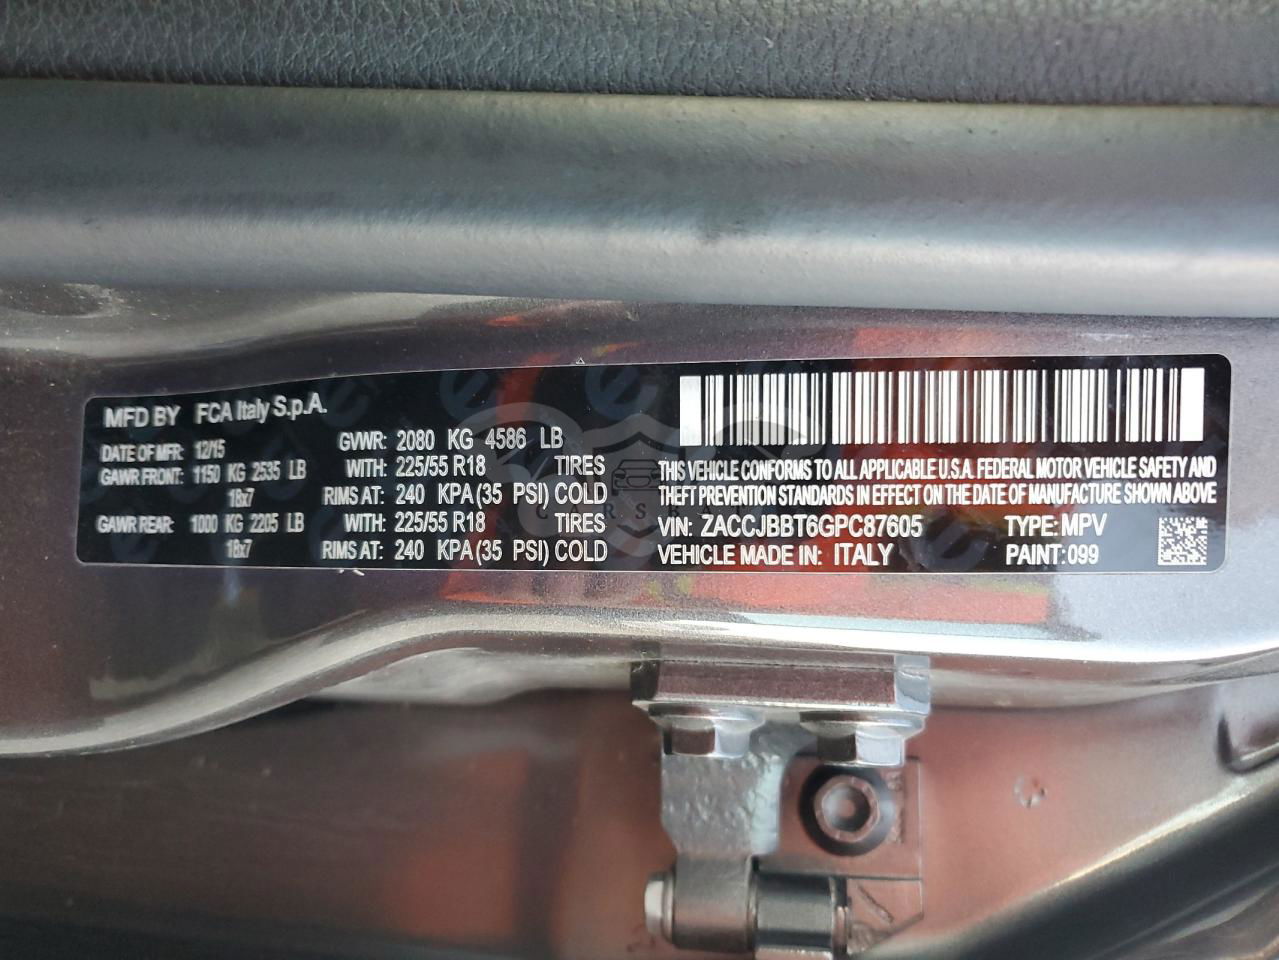 MFD BY FCA Italy S.p.A.
DATE OF MFR: 12/15 GVWR: 2080 KG 4586 LB
GAWR FRONT: 1150 KG 2535 LB WITH: 225/55 R18 TIRES
18x7 RIMS AT: 240 KPA (35 PSI) COLD
GAWR REAR: 1000 KG 2205 LB WITH: 225/55 R18 TIRES
18x7 RIMS AT: 240 KPA (35 PSI) COLD
THIS VEHICLE CONFORMS TO ALL APPLICABLE U.S.A. FEDERAL MOTOR VEHICLE SAFETY AND
THEFT PREVENTION STANDARDS IN EFFECT ON THE DATE OF MANUFACTURE SHOWN ABOVE
VIN: ZACCJBBT6GPC87605 TYPE: MPV
VEHICLE MADE IN: ITALY PAINT: 099